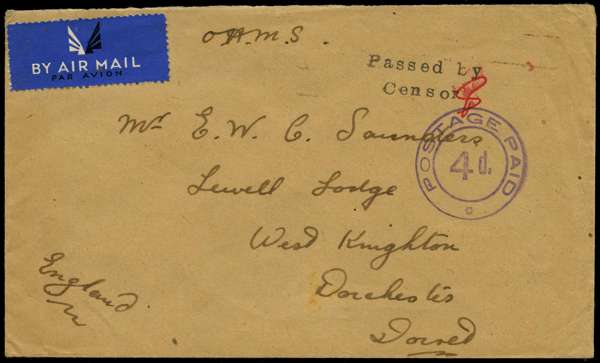 BY AIR MAIL
PAR AVION
O.H.M.S.
Passed by
Censor
POSTAGE PAID
4d.
Mr E. W. C. Saunders
Lewell Lodge
West Knighton
Dorchester
Dorset
England